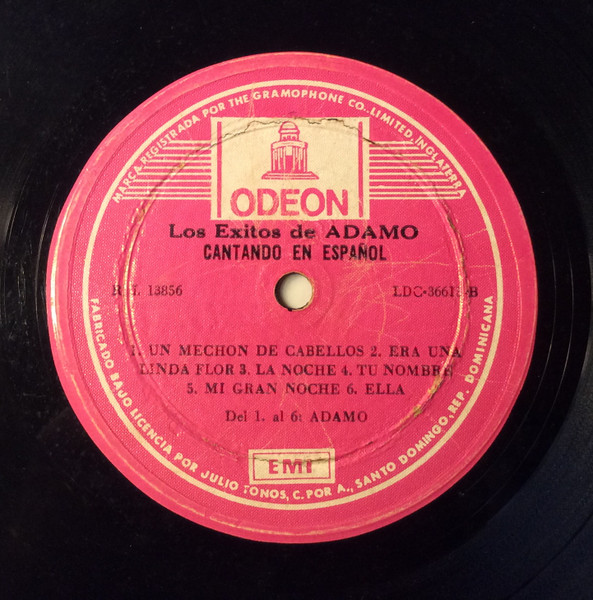 MARCA REGISTRADA POR THE GRAMOPHONE CO., LIMITED, INGLATERRA
ODEON
Los Exitos de ADAMO
CANTANDO EN ESPAÑOL
13856
1. UN MECHON DE CABELLOS 2. ERA UNA
LINDA FLOR 3. LA NOCHE 4. TU NOMBRE
5. MI GRAN NOCHE 6. ELLA
Del 1. al 6: ADAMO
EMI
FABRICADO BAJO LICENCIA POR JULIO TONOS, C. POR A., SANTO DOMINGO, REP. DOMINICANA